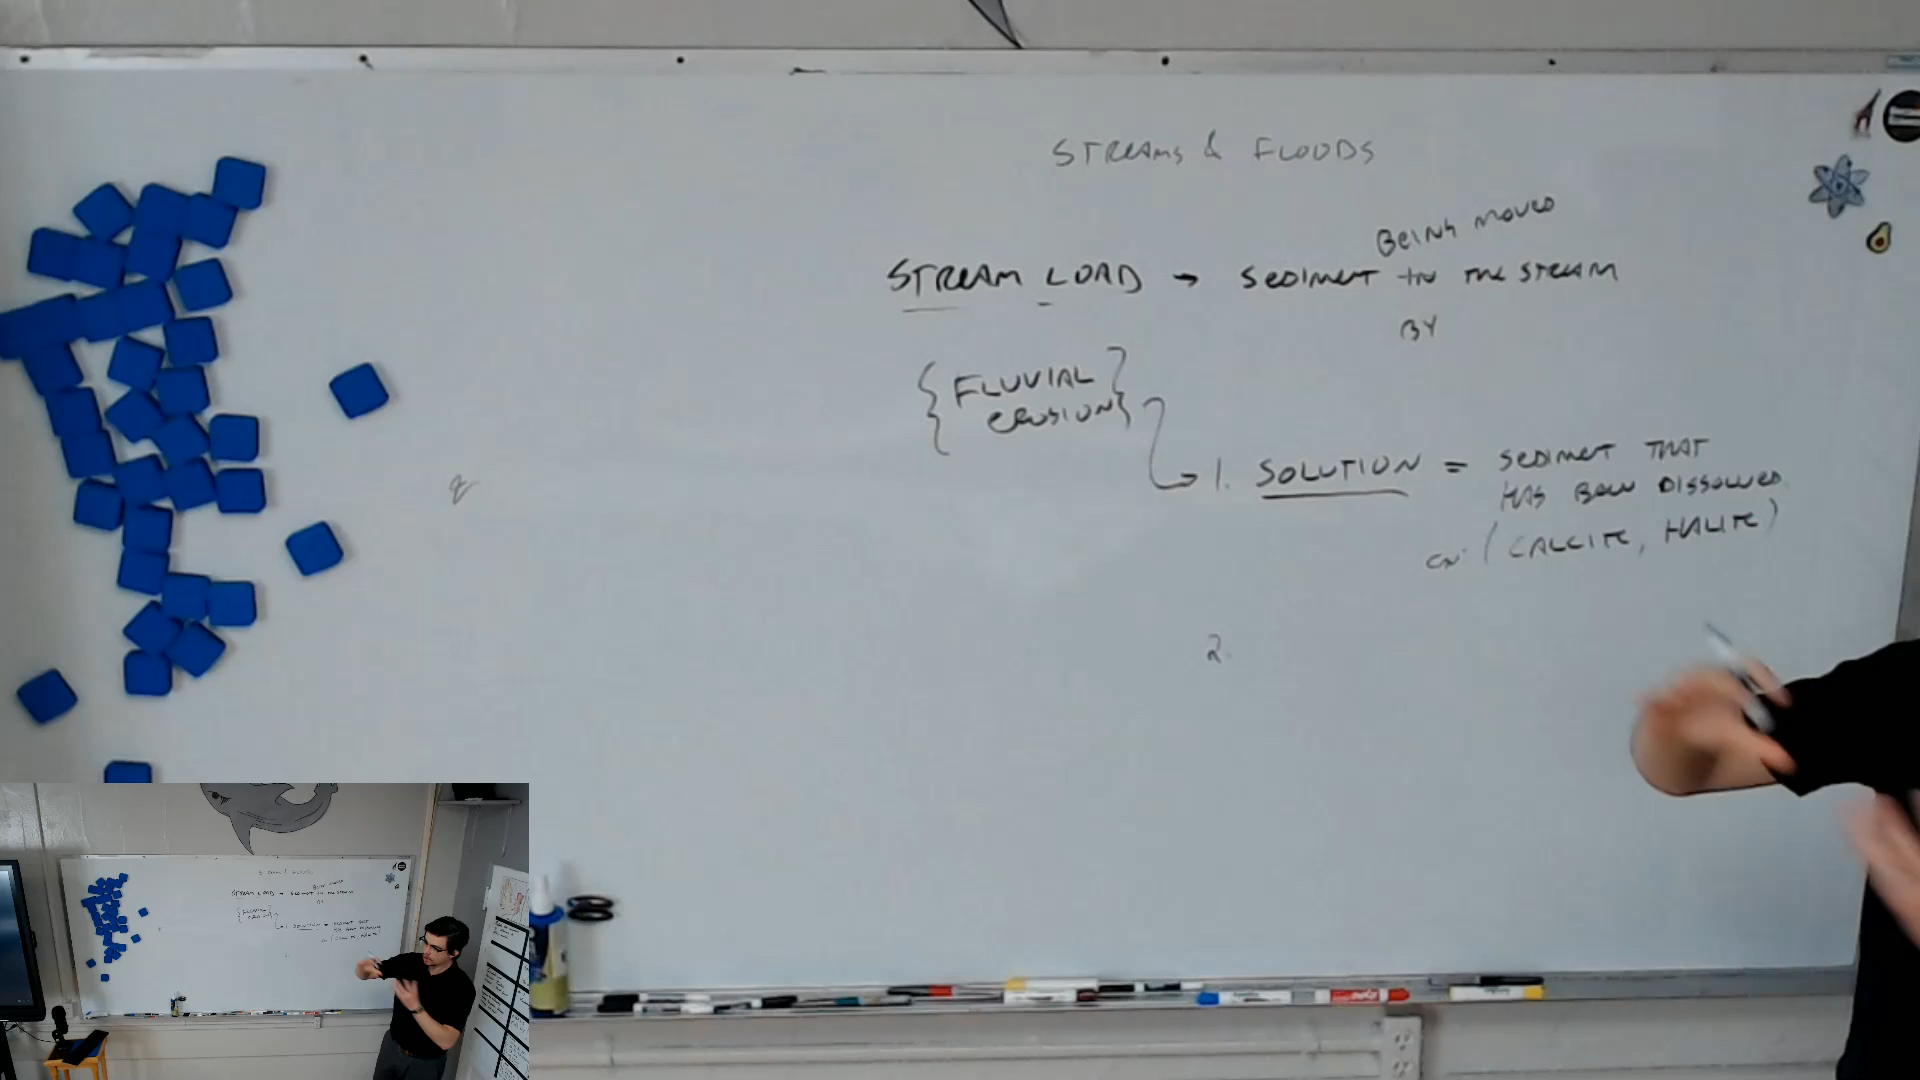 STREAMS & FLOODS
BEING MOVED
STREAM LOAD → SEDIMENT IN THE STREAM
BY
{FLUVIAL
EROSION}
1. SOLUTION = SEDIMENT THAT
HAS BEEN DISSOLVED
EX: (CALCITE, HALITE)
2.